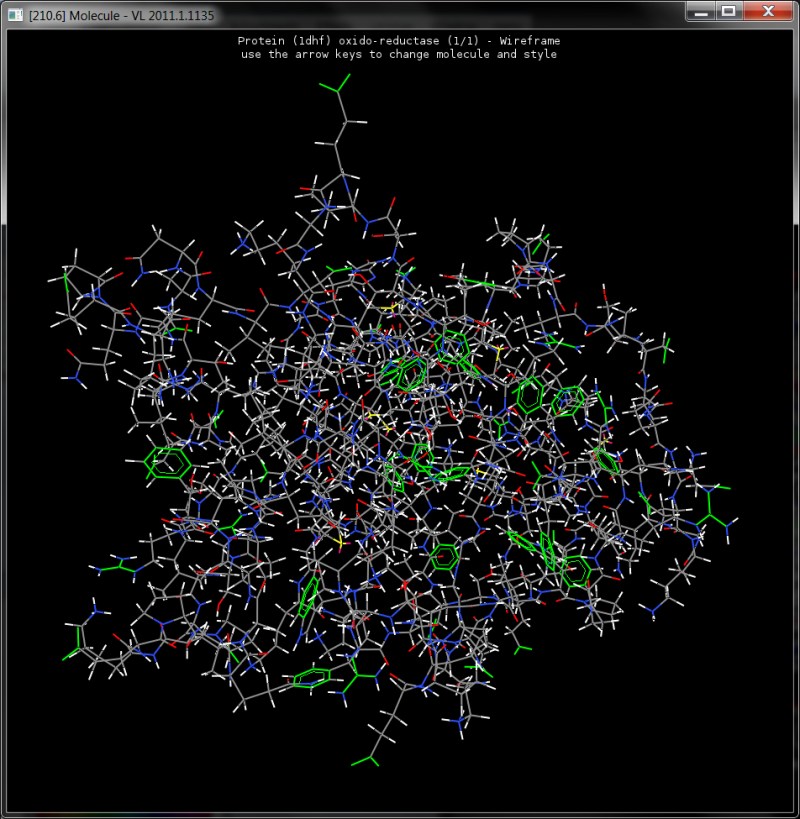 [210.6] Molecule - VL 2011.1.1135
Protein (1dhf) oxido-reductase (1/1) - Wireframe
use the arrow keys to change molecule and style